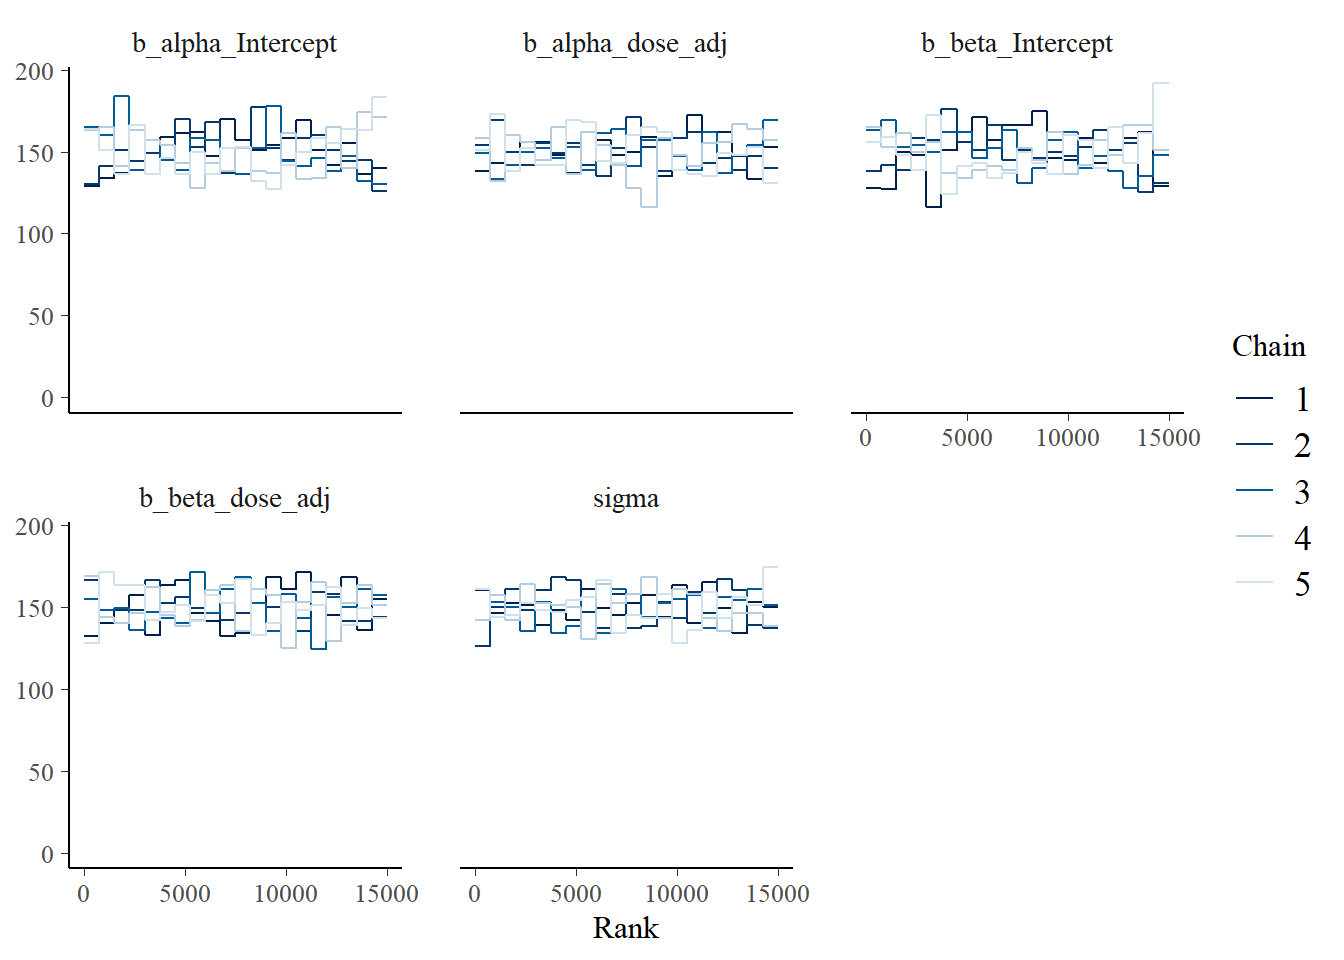 b_alpha_Intercept b_alpha_dose_adj b_beta_Intercept
200
150
100
50
0
0 5000 10000 15000
Chain
1
2
3
4
5
b_beta_dose_adj sigma
200
150
100
50
0
0 5000 10000 15000 0 5000 10000 15000
Rank